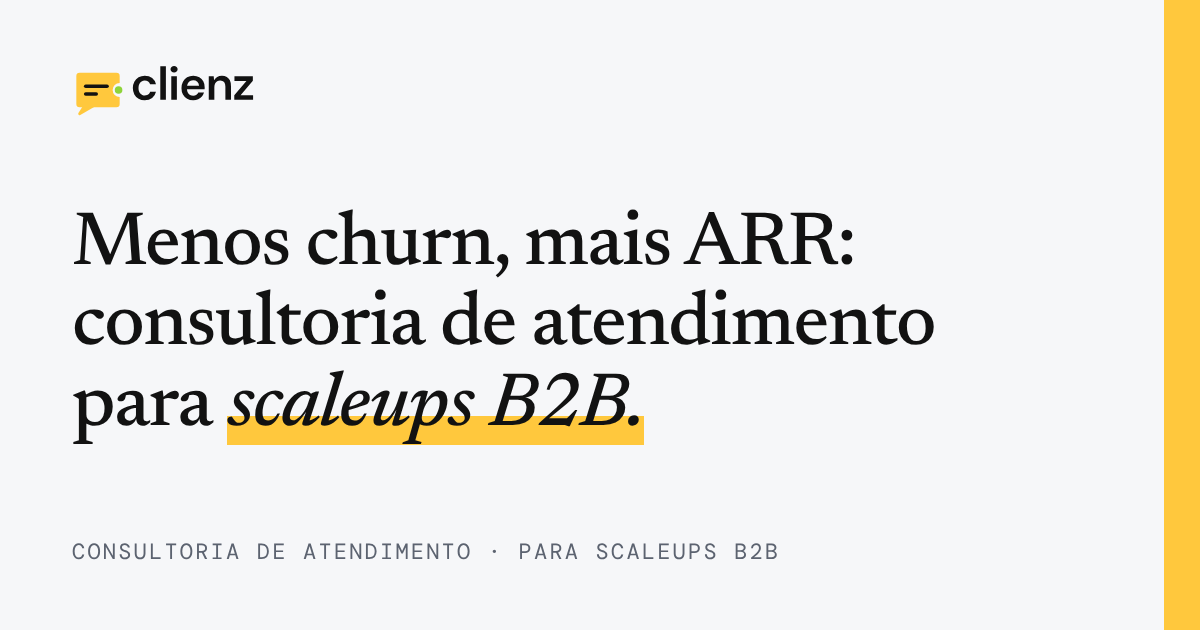 clienz
Menos churn, mais ARR:
consultoria de atendimento
para scaleups B2B.
CONSULTORIA DE ATENDIMENTO · PARA SCALEUPS B2B